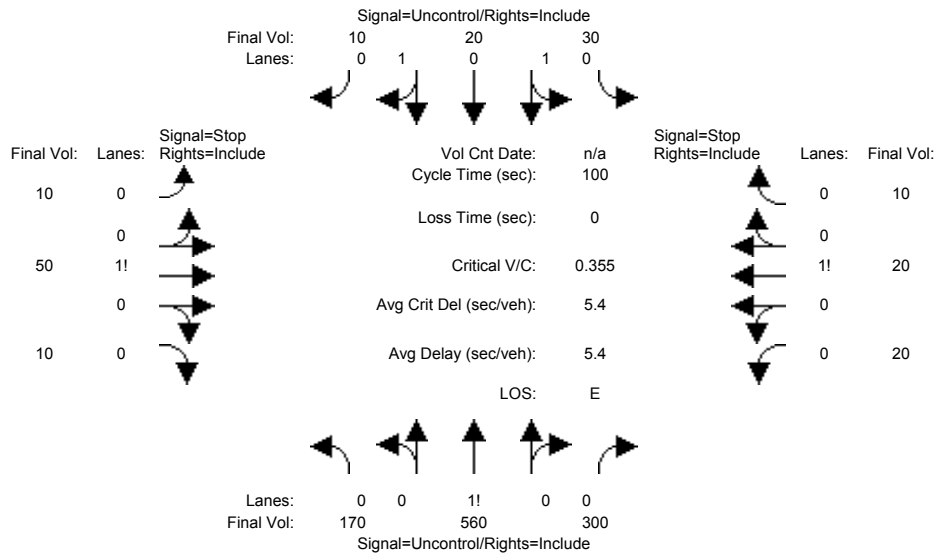 Signal=Uncontrol/Rights=Include
Final Vol: 10 20 30
Lanes: 0 1 0 1 0
Signal=Stop Signal=Stop
Final Vol: Lanes: Rights=Include Vol Cnt Date: n/a Rights=Include Lanes: Final Vol:
Cycle Time (sec): 100
10 0 0 10
Loss Time (sec): 0
0 0
50 1! Critical V/C: 0.355 1! 20
0 Avg Crit Del (sec/veh): 5.4 0
10 0 Avg Delay (sec/veh): 5.4 0 20
LOS: E
Lanes: 0 0 1! 0 0
Final Vol: 170 560 300
Signal=Uncontrol/Rights=Include